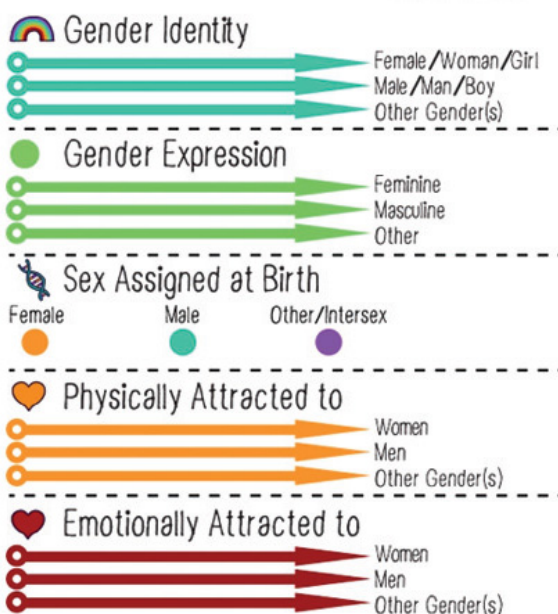 Gender Identity
Female/Woman/Girl
Male/Man/Boy
Other Gender(s)
Gender Expression
Feminine
Masculine
Other
Sex Assigned at Birth
Female Male Other/Intersex
Physically Attracted to
Women
Men
Other Gender(s)
Emotionally Attracted to
Women
Men
Other Gender(s)